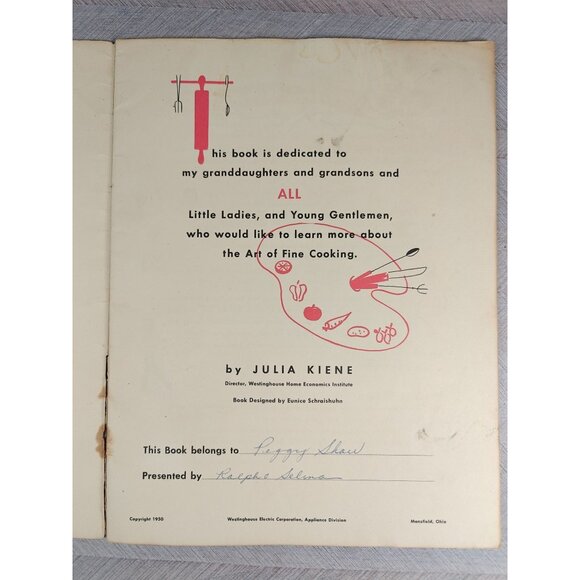 This book is dedicated to
my granddaughters and grandsons and
ALL
Little Ladies, and Young Gentlemen,
who would like to learn more about
the Art of Fine Cooking.
by JULIA KIENE
Director, Westinghouse Home Economics Institute
Book Designed by Eunice Schraishuhn
This Book belongs to Peggy Shaw
Presented by Ralph & Selma
Copyright 1950 Westinghouse Electric Corporation, Appliance Division Mansfield, Ohio